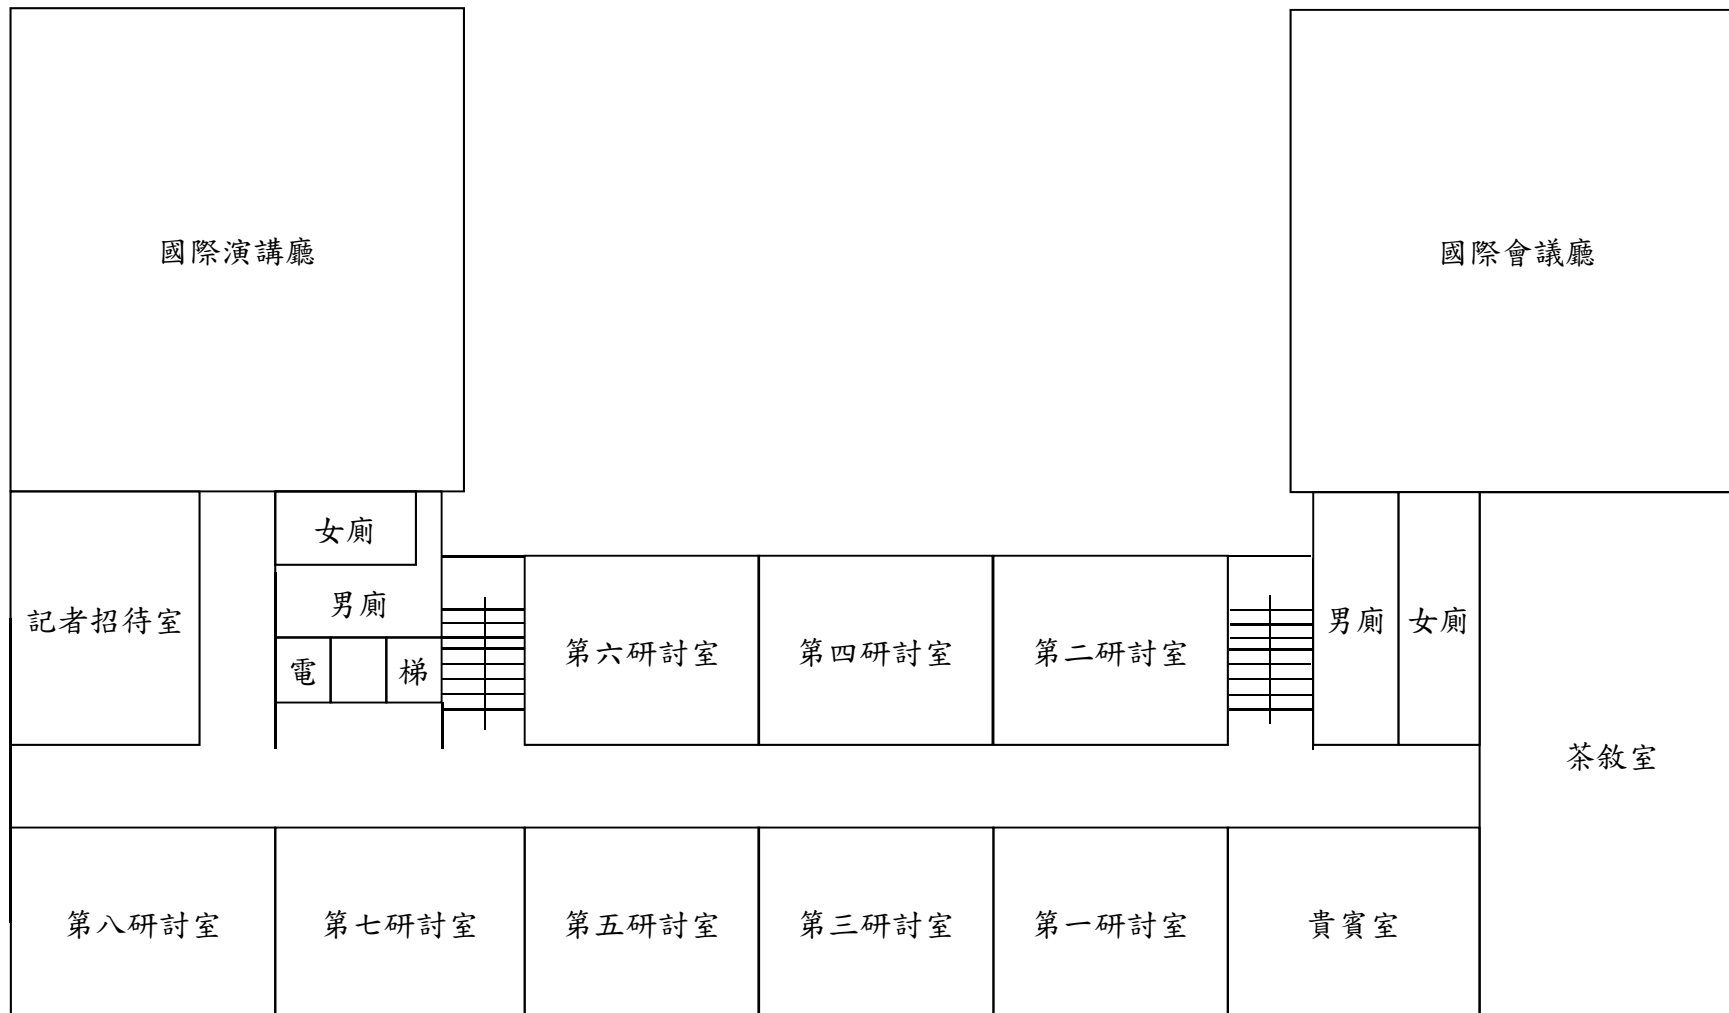 國際演講廳
國際會議廳
女廁
男廁
記者招待室
電
梯
第六研討室
第四研討室
第二研討室
男廁
女廁
茶敘室
第八研討室
第七研討室
第五研討室
第三研討室
第一研討室
貴賓室